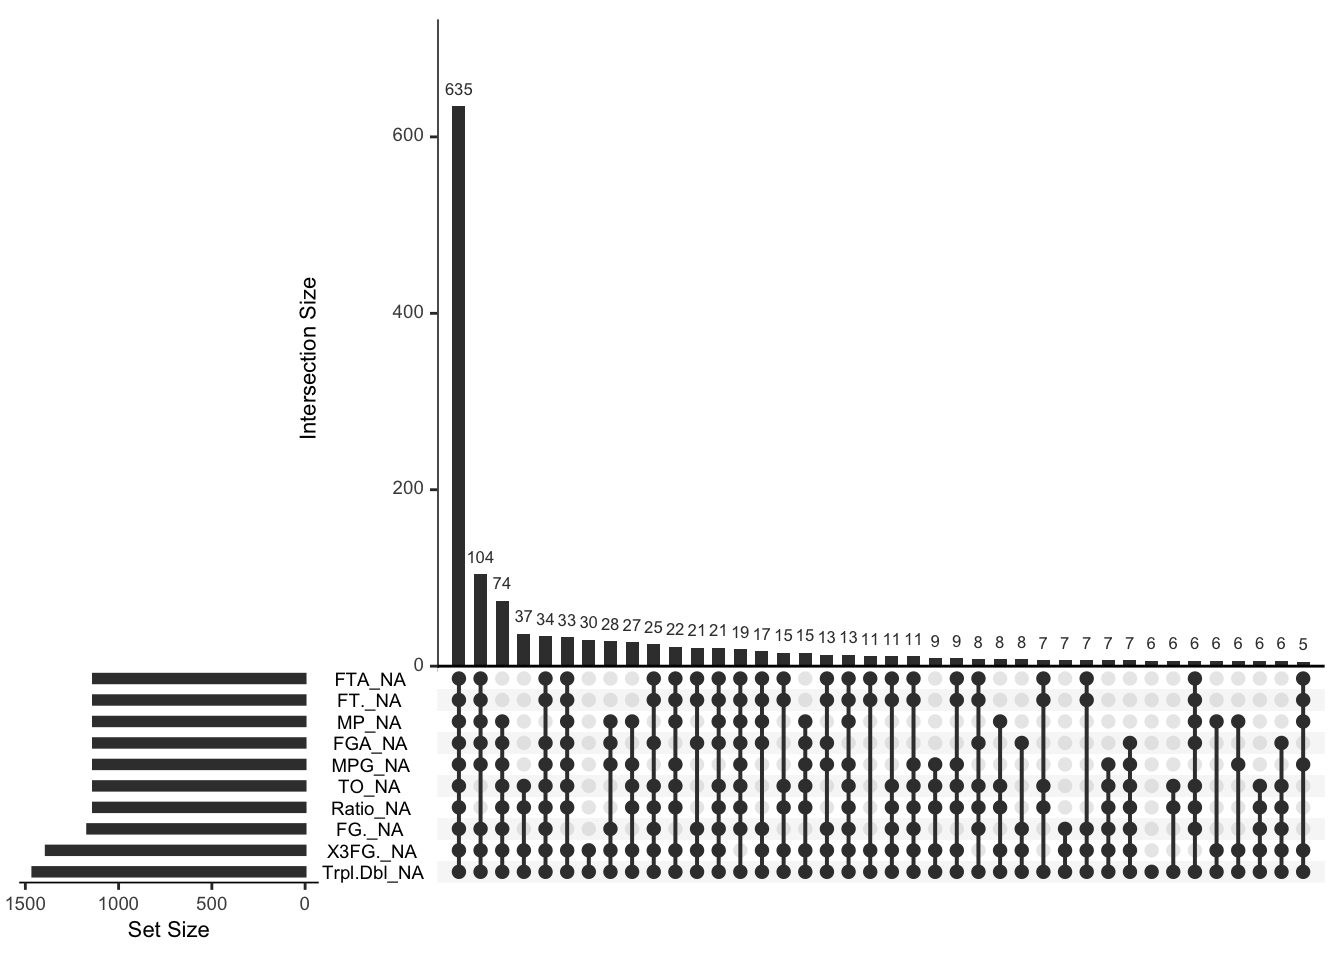 635
600
400
200
0
Intersection Size
104
74
37 34 33 30 28 27 25 22 21 21 19 17 15 15 13 13 11 11 11 9 9 8 8 8 7 7 7 7 7 6 6 6 6 6 6 6 5
FTA_NA
FT._NA
MP_NA
FGA_NA
MPG_NA
TO_NA
Ratio_NA
FG._NA
X3FG._NA
Trpl.Dbl_NA
1500 1000 500 0
Set Size